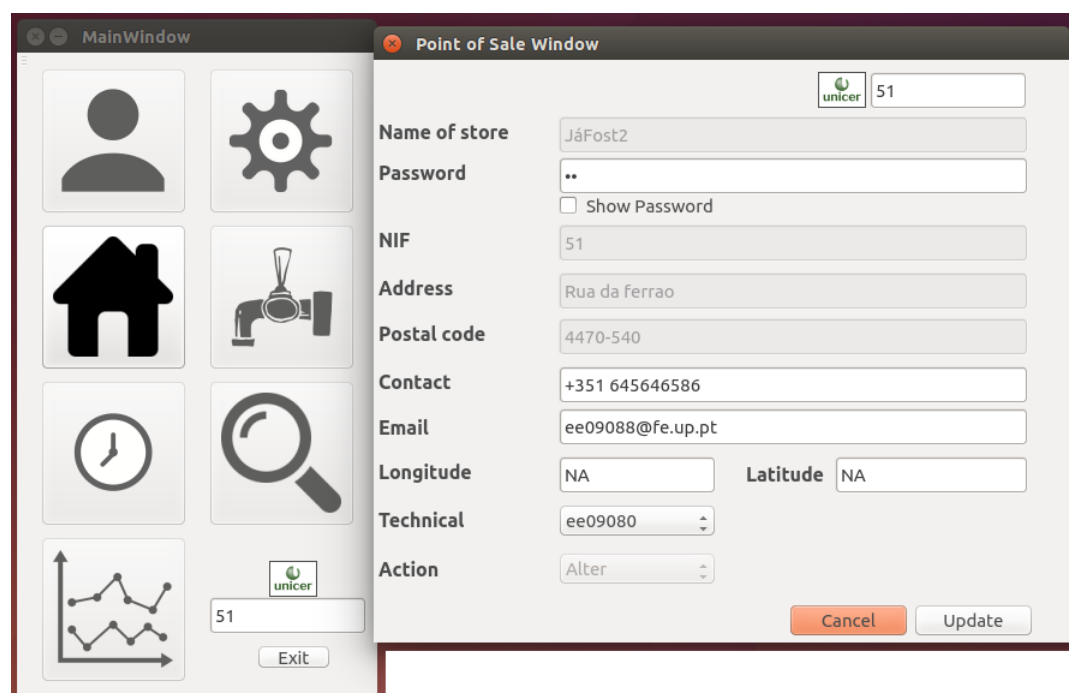 MainWindow
unicer
51
Exit
Point of Sale Window
unicer 51
Name of store JáFost2
Password ••
Show Password
NIF 51
Address Rua da ferrao
Postal code 4470-540
Contact +351 645646586
Email ee09088@fe.up.pt
Longitude NA Latitude NA
Technical ee09080
Action Alter
Cancel Update